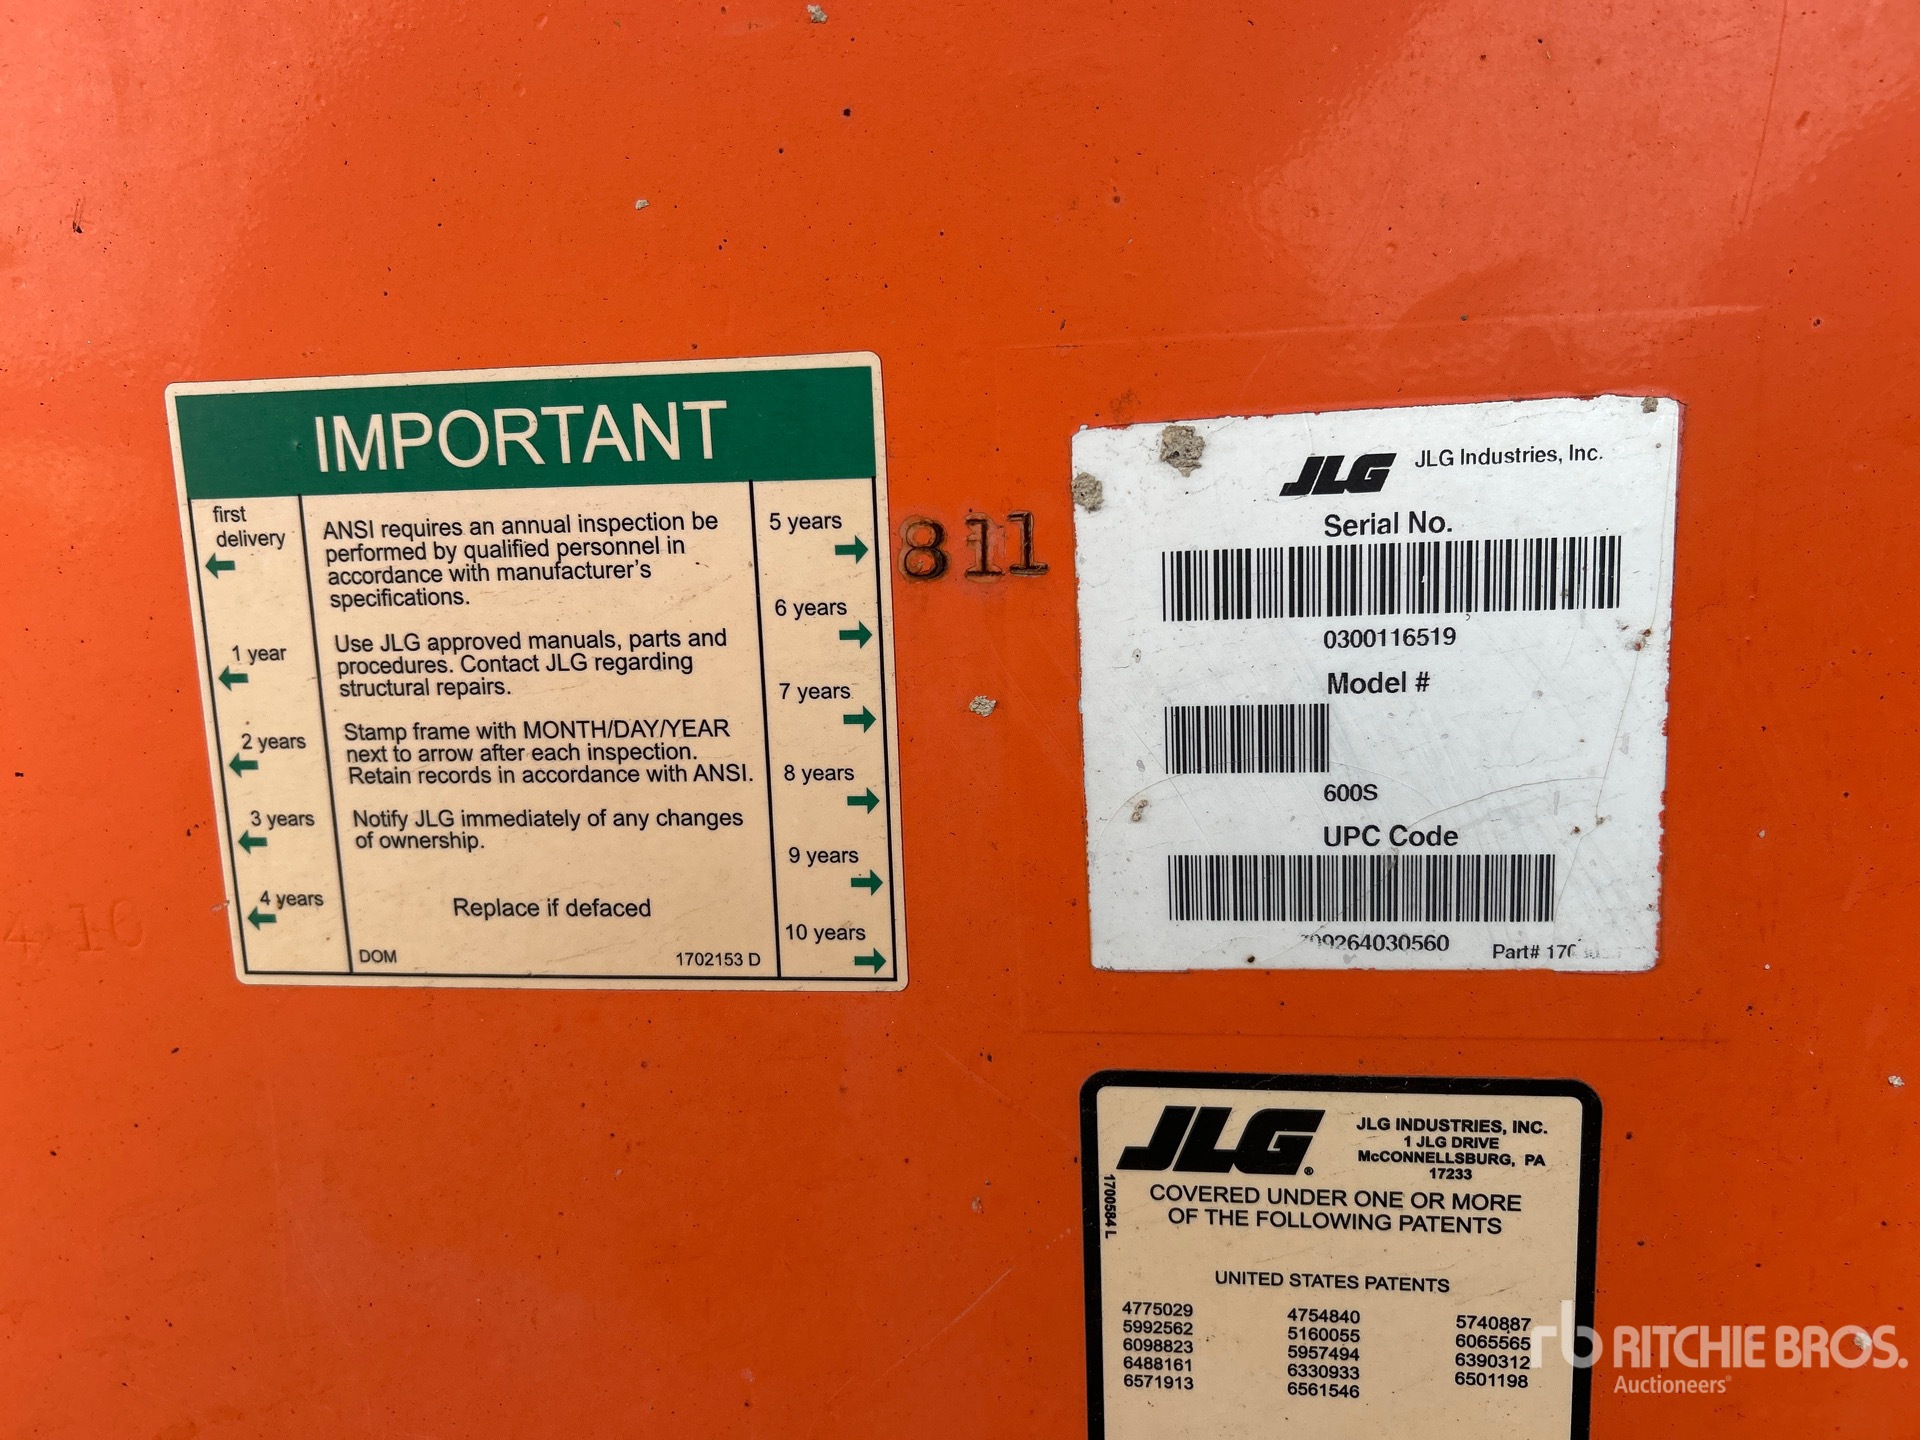 IMPORTANT
first
delivery
1 year
2 years
3 years
4 years
ANSI requires an annual inspection be
performed by qualified personnel in
accordance with manufacturer's
specifications.
Use JLG approved manuals, parts and
procedures. Contact JLG regarding
structural repairs.
Stamp frame with MONTH/DAY/YEAR
next to arrow after each inspection.
Retain records in accordance with ANSI.
Notify JLG immediately of any changes
of ownership.
Replace if defaced
DOM 1702153 D
5 years
6 years
7 years
8 years
9 years
10 years
4 16
811
JLG JLG Industries, Inc.
Serial No.
0300116519
Model #
600S
UPC Code
Part#
JLG®
JLG INDUSTRIES, INC.
1 JLG DRIVE
McCONNELLSBURG, PA
17233
1700584 L
COVERED UNDER ONE OR MORE
OF THE FOLLOWING PATENTS
UNITED STATES PATENTS
4775029 4754840 5740887
5992562 5160055 6065565
6098823 5957494 6390312
6488161 6330933 6501198
6571913 6561546
rb RITCHIE BROS.
Auctioneers